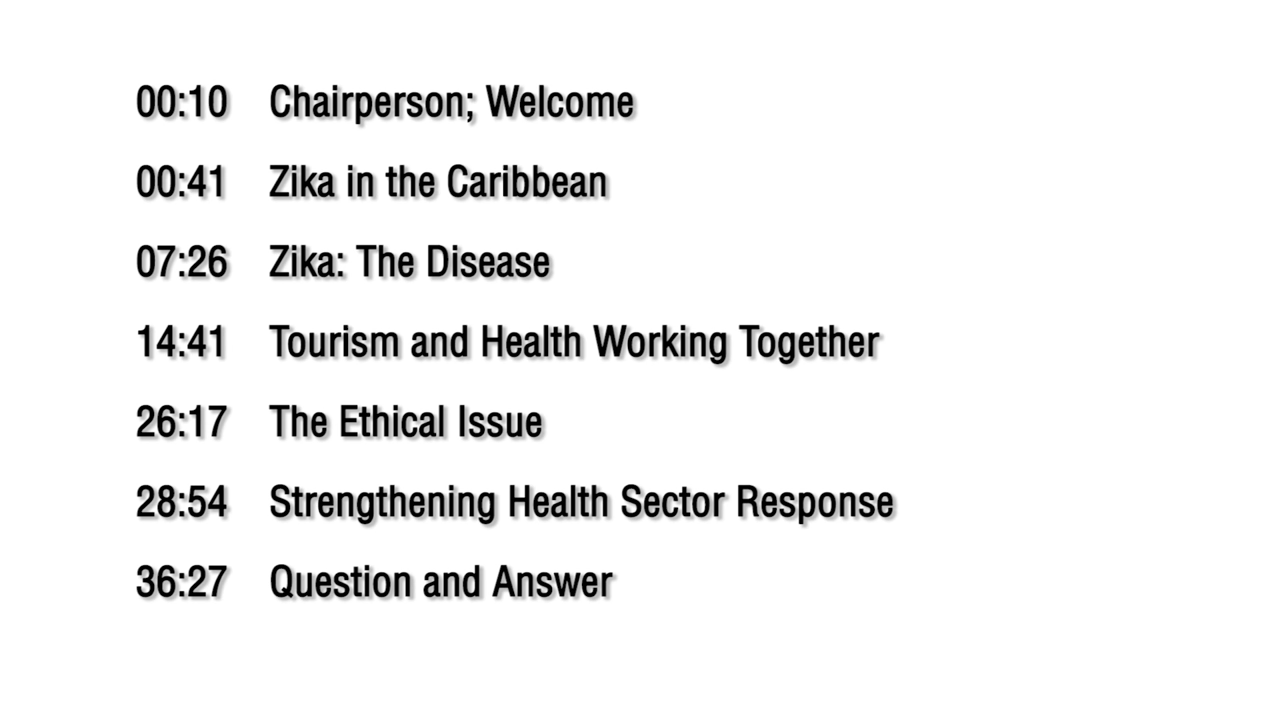 00:10 Chairperson; Welcome
00:41 Zika in the Caribbean
07:26 Zika: The Disease
14:41 Tourism and Health Working Together
26:17 The Ethical Issue
28:54 Strengthening Health Sector Response
36:27 Question and Answer